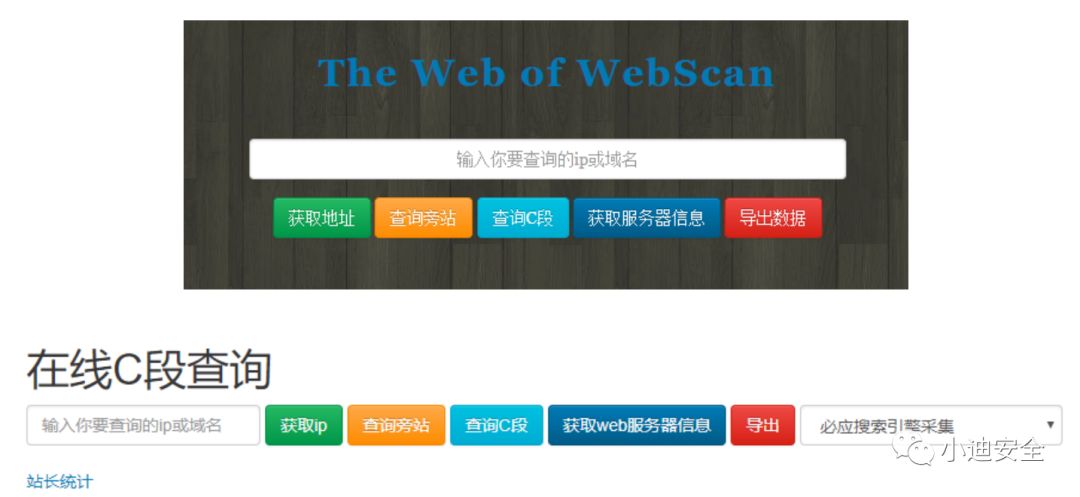 The Web of WebScan
输入你要查询的ip或域名
获取地址 查询旁站 查询C段 获取服务器信息 导出数据
在线C段查询
输入你要查询的ip或域名 获取ip 查询旁站 查询C段 获取web服务器信息 导出 必应搜索引擎采集
小迪安全
站长统计